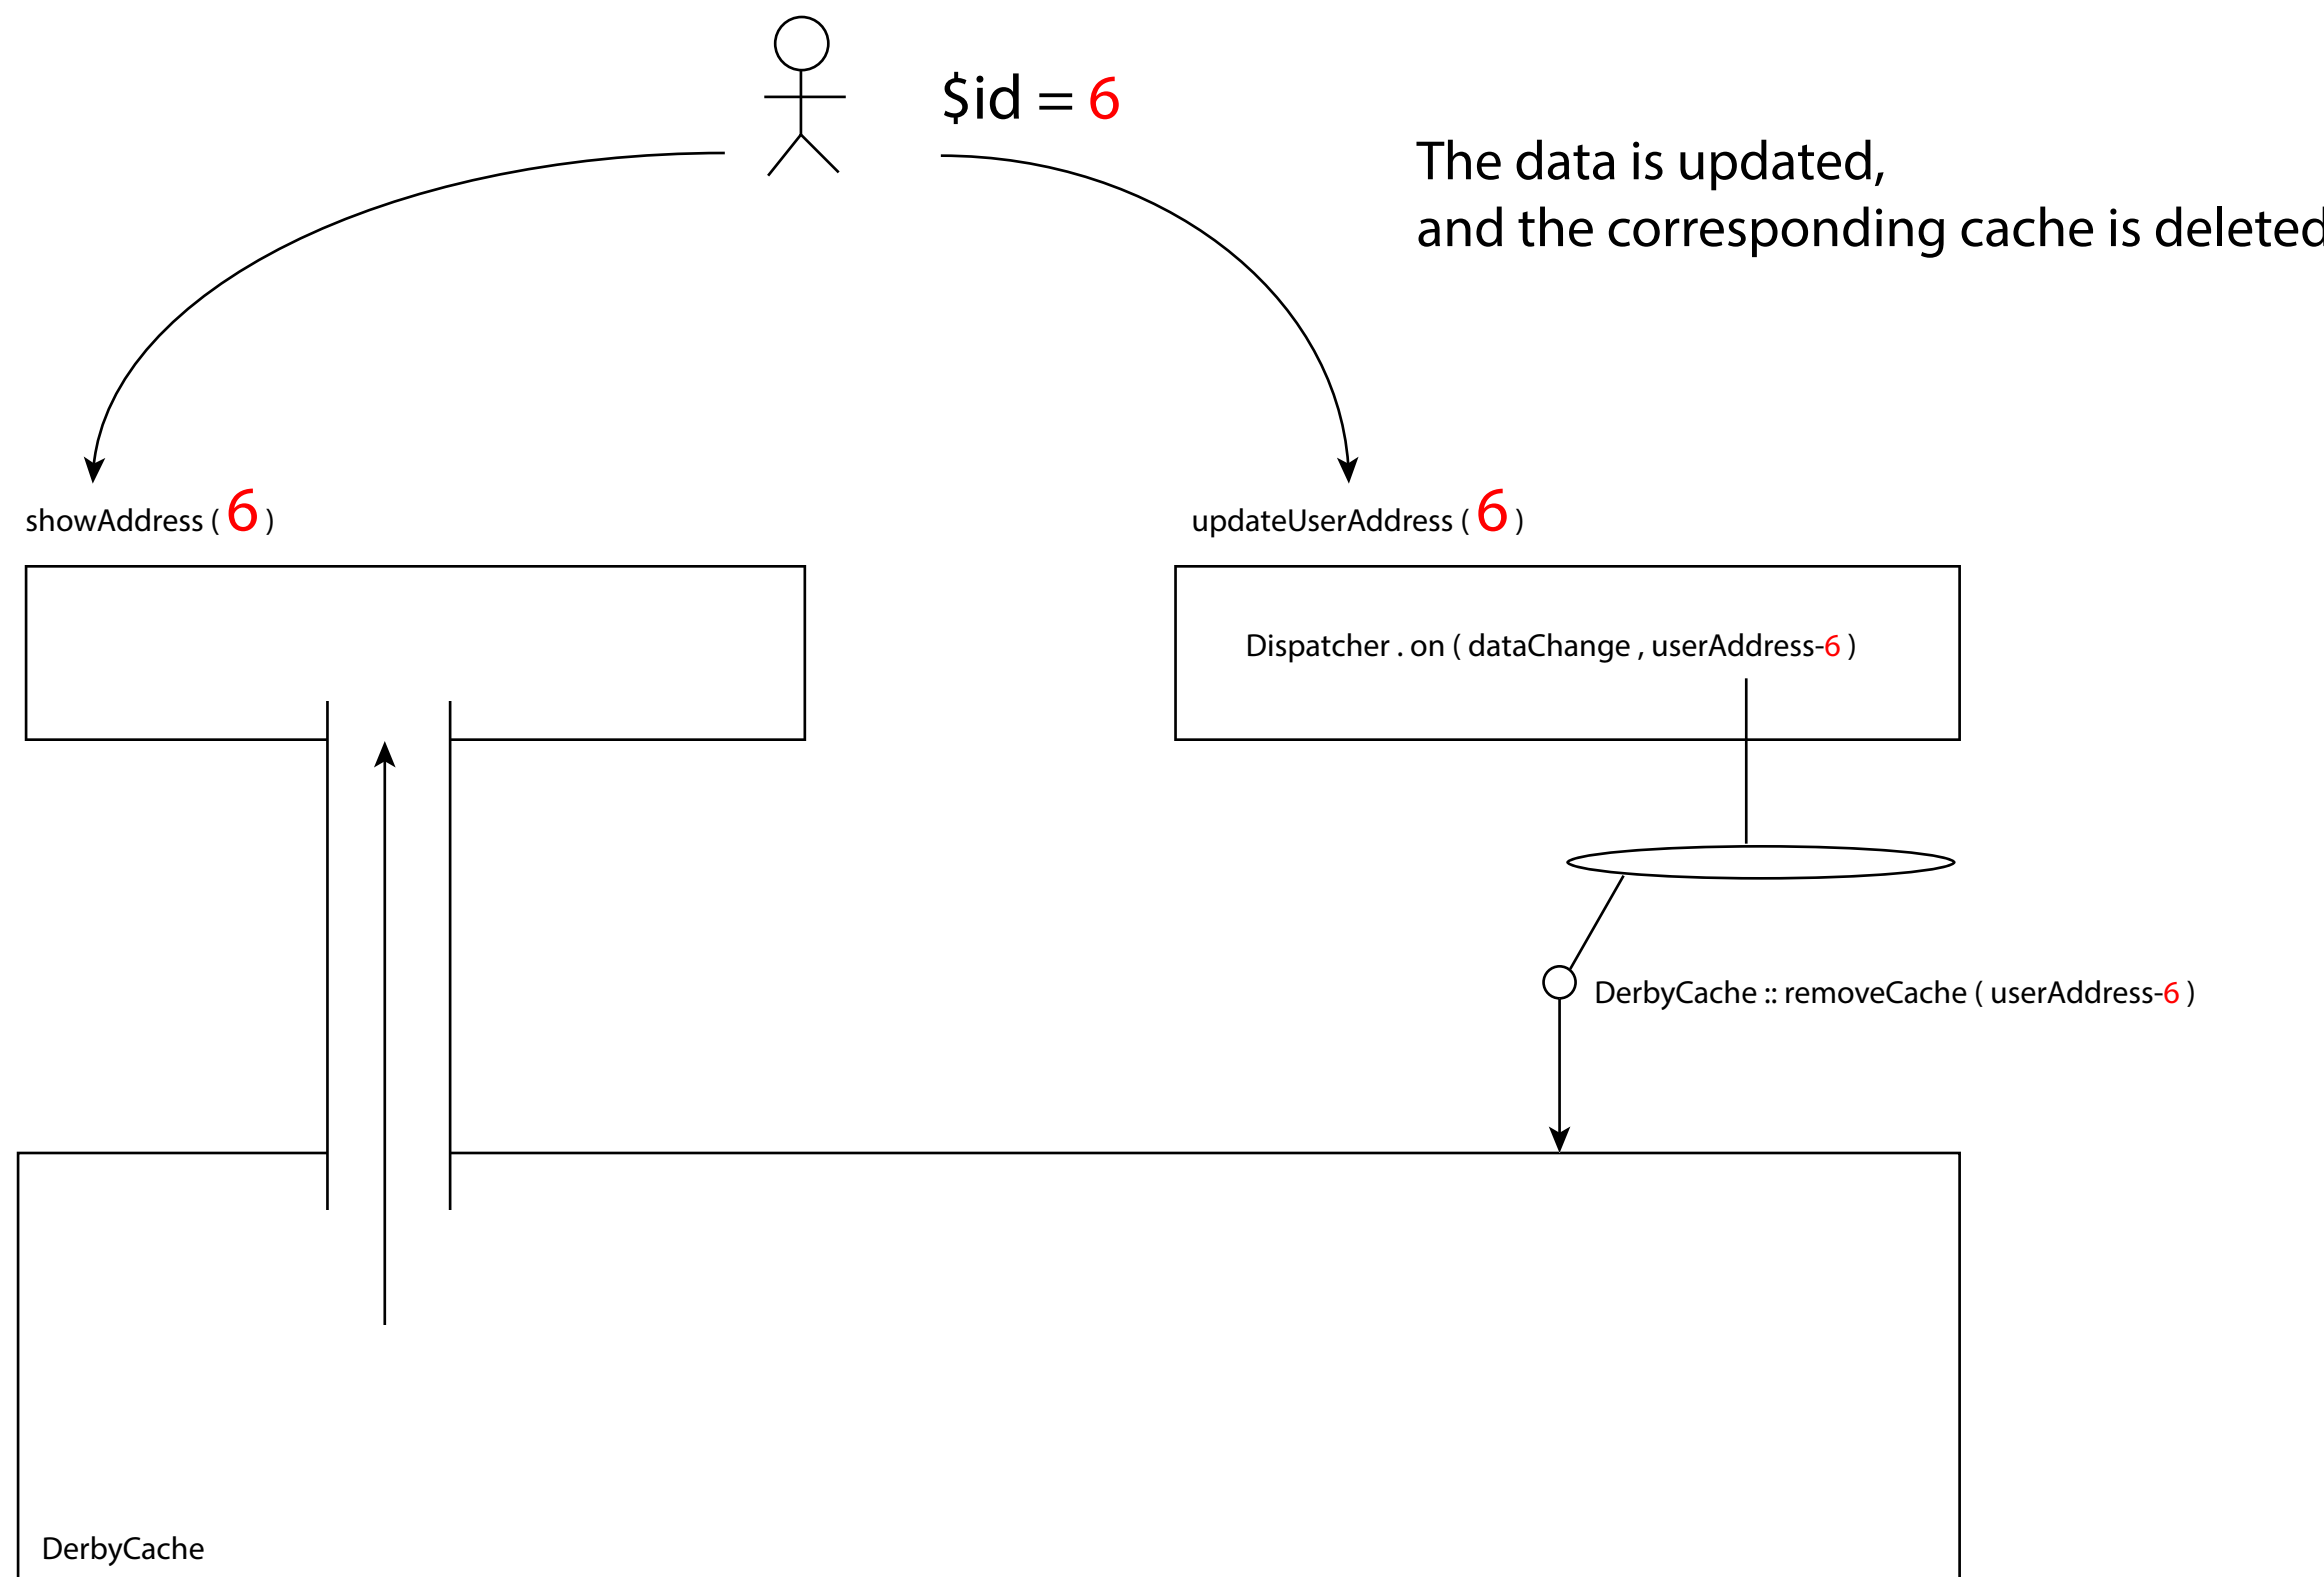 $id = 6
The data is updated,
and the corresponding cache is deleted
showAddress ( 6 )
updateUserAddress ( 6 )
Dispatcher . on ( dataChange , userAddress-6 )
DerbyCache :: removeCache ( userAddress-6 )
DerbyCache